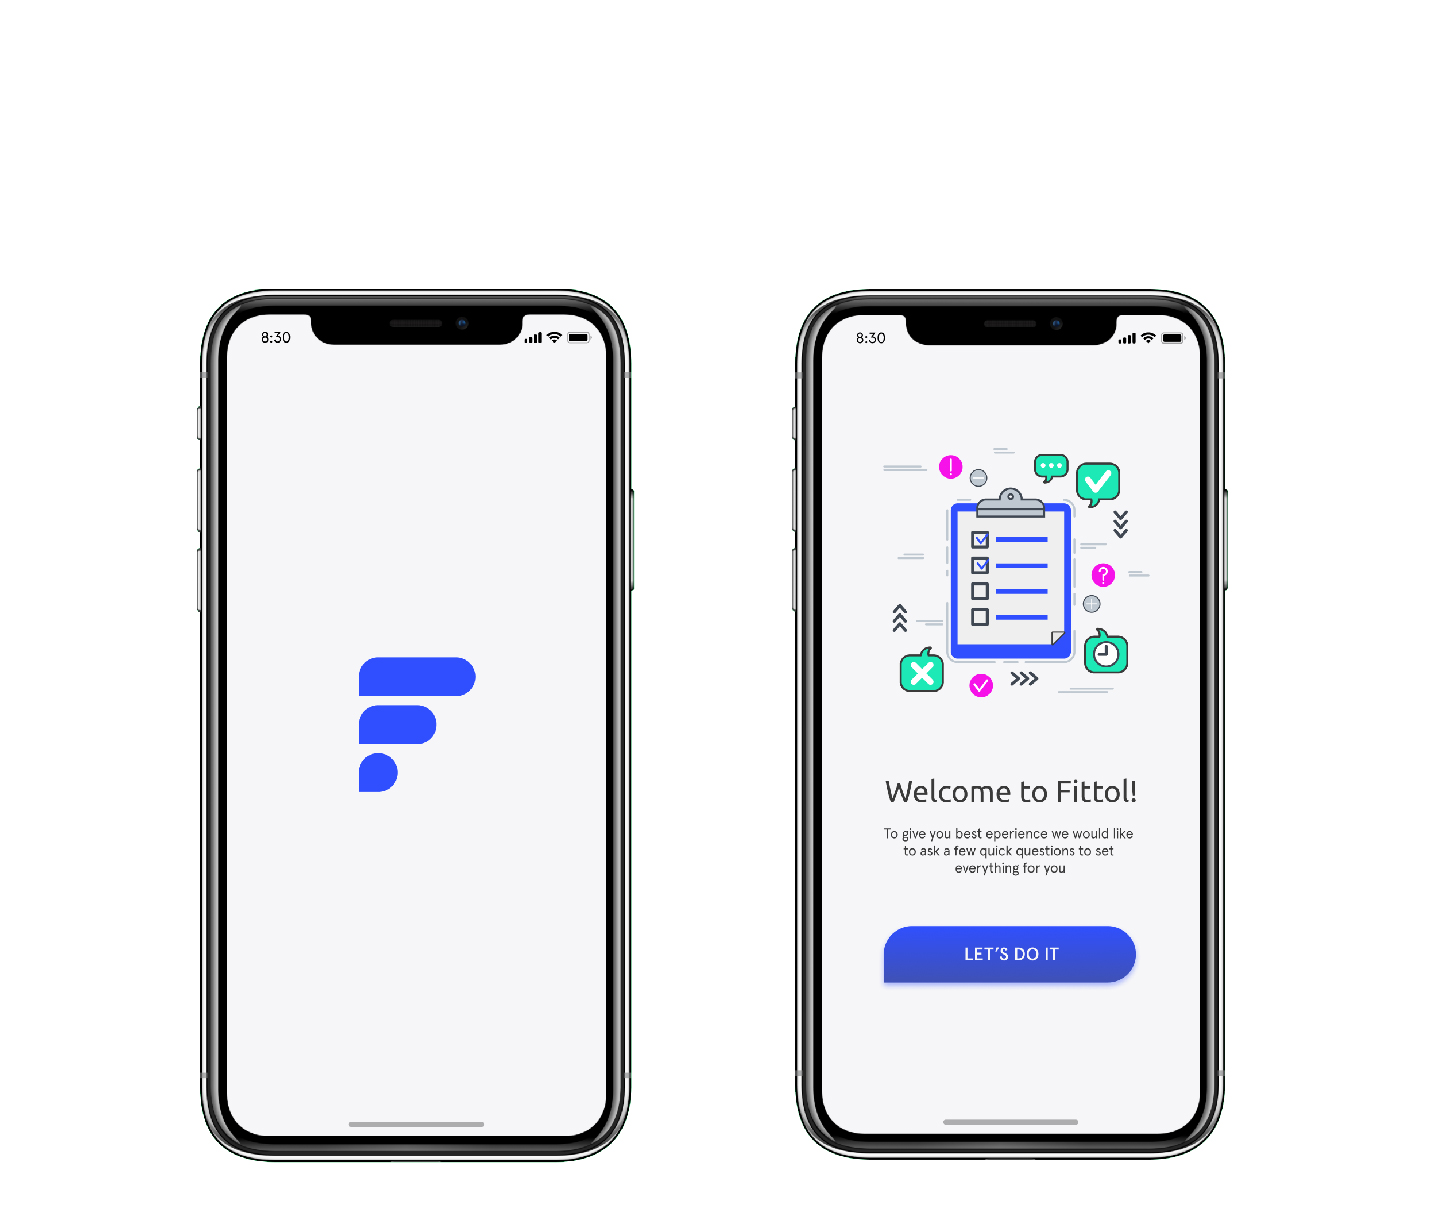 8:30
8:30
Welcome to Fittol!
To give you best eperience we would like
to ask a few quick questions to set
everything for you
LET'S DO IT